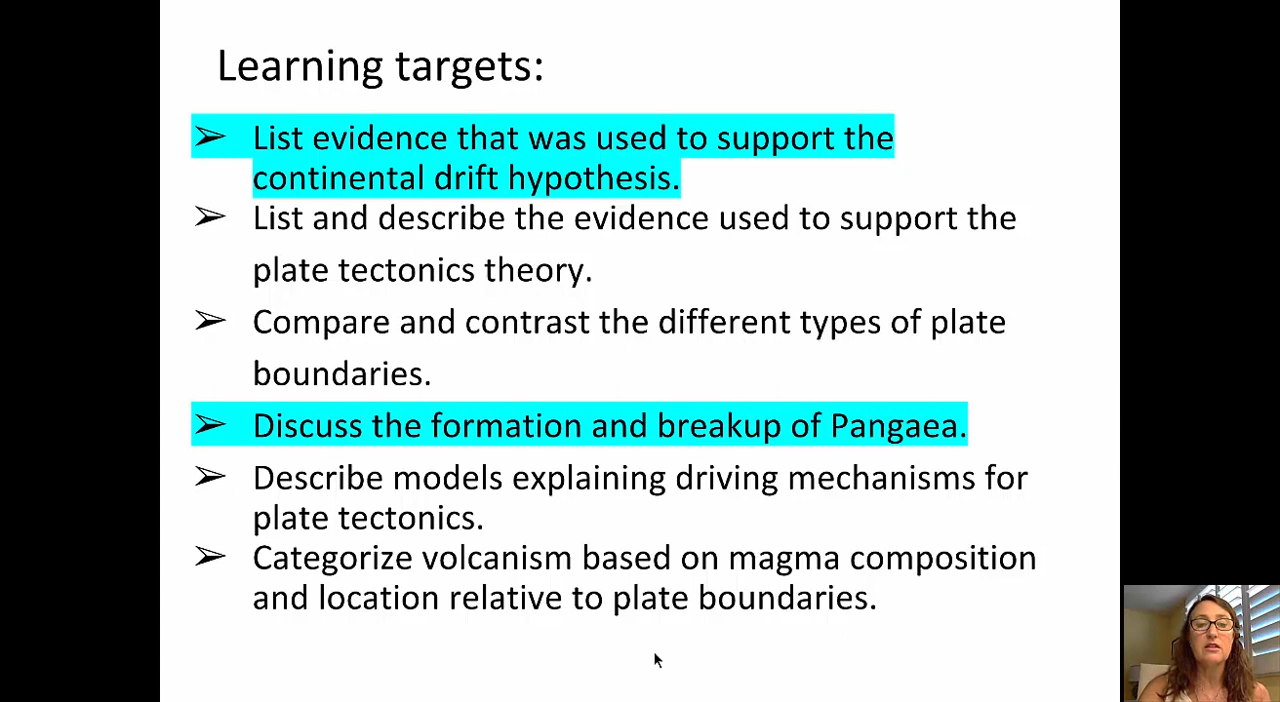 Learning targets:
➢ List evidence that was used to support the
continental drift hypothesis.
➢ List and describe the evidence used to support the
plate tectonics theory.
➢ Compare and contrast the different types of plate
boundaries.
➢ Discuss the formation and breakup of Pangaea.
➢ Describe models explaining driving mechanisms for
plate tectonics.
➢ Categorize volcanism based on magma composition
and location relative to plate boundaries.